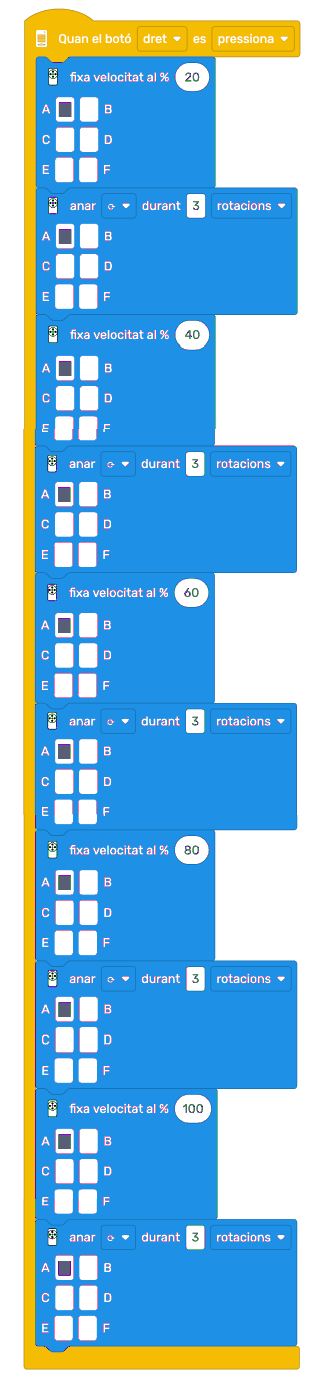 Quan el botó dret es pressiona
fixa velocitat al % 20
A B
C D
E F
anar durant 3 rotacions
A B
C D
E F
fixa velocitat al % 40
A B
C D
E F
anar durant 3 rotacions
A B
C D
E F
fixa velocitat al % 60
A B
C D
E F
anar durant 3 rotacions
A B
C D
E F
fixa velocitat al % 80
A B
C D
E F
anar durant 3 rotacions
A B
C D
E F
fixa velocitat al % 100
A B
C D
E F
anar durant 3 rotacions
A B
C D
E F